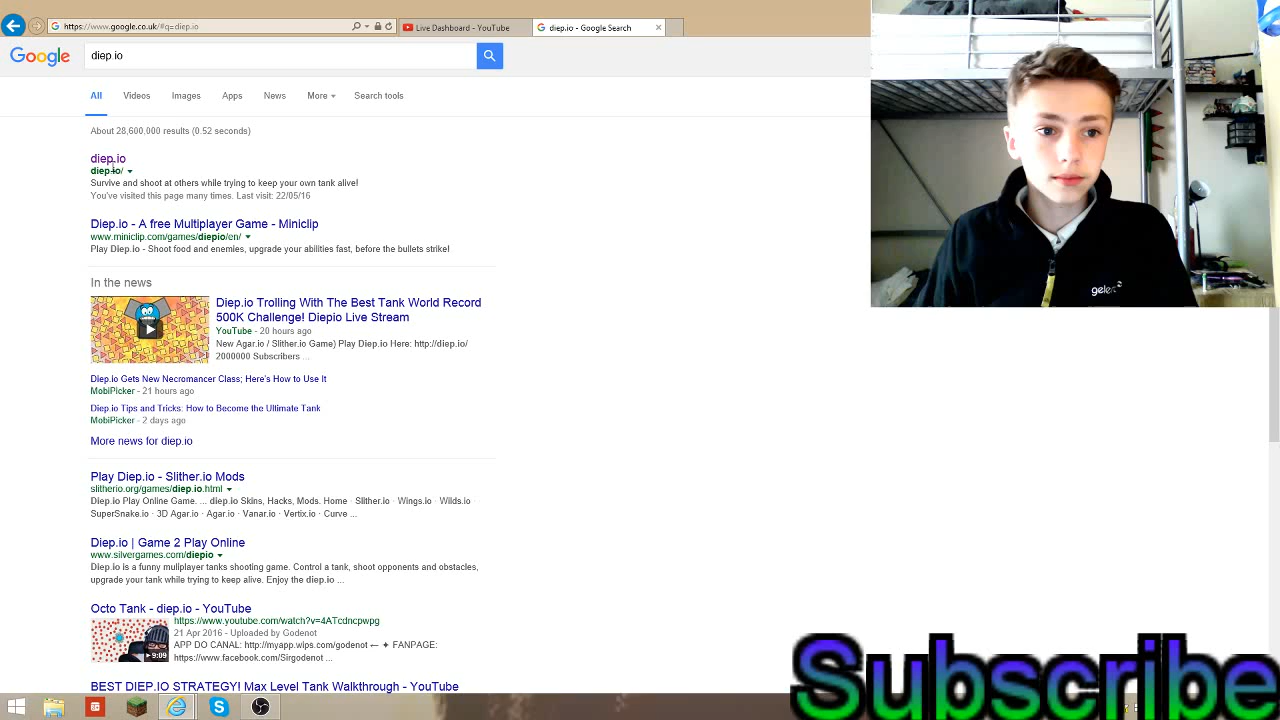 https://www.google.co.uk/#q=diep.io
Live Dashboard - YouTube
diep.io - Google Search
Google
diep io
All
Videos
Images
Apps
News
More
Search tools
About 28,600,000 results (0.52 seconds)
diep.io
diep.io/
Survive and shoot at others while trying to keep your own tank alive!
You've visited this page many times. Last visit: 22/05/16
Diep.io - A free Multiplayer Game - Miniclip
www.miniclip.com/games/diepio/en/
Play Diep.io - Shoot food and enemies, upgrade your abilities fast, before the bullets strike!
In the news
Diep.io Trolling With The Best Tank World Record
500K Challenge! Diepio Live Stream
YouTube - 20 hours ago
New Agar.io / Slither.io Game) Play Diep.io Here: http://diep.io/
2000000 Subscribers ...
Diep.io Gets New Necromancer Class; Here's How to Use It
MobiPicker - 21 hours ago
Diep.io Tips and Tricks: How to Become the Ultimate Tank
MobiPicker - 2 days ago
More news for diep.io
Play Diep.io - Slither.io Mods
slitherio.org/games/diep.io.html
Diep.io Play Online Game. ... diep.io Skins, Hacks, Mods. Home · Slither.io · Wings.io · Wilds.io ·
SuperSnake.io · 3D Agar.io · Agar.io · Vanar.io · Vertix.io · Curve ...
Diep.io | Game 2 Play Online
www.silvergames.com/diepio
Diep.io is a funny muliplayer tanks shooting game. Control a tank, shoot opponents and obstacles,
upgrade your tank while trying to keep alive. Enjoy the diep.io ...
Octo Tank - diep.io - YouTube
https://www.youtube.com/watch?v=4ATcdncpwpg
21 Apr 2016 - Uploaded by Godenot
9:09
APP DO CANAL: http://myapp.wips.com/godenot ← ✦ FANPAGE:
https://www.facebook.com/Sirgodenot ...
BEST DIEP.IO STRATEGY! Max Level Tank Walkthrough - YouTube
Subscribe